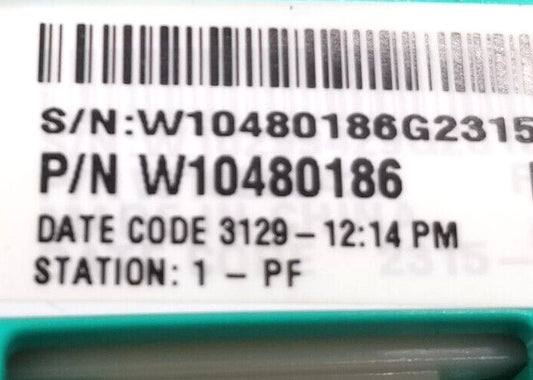 S/N:W10480186G2315
P/N W10480186
DATE CODE 3129 – 12:14 PM
STATION: 1 – PF